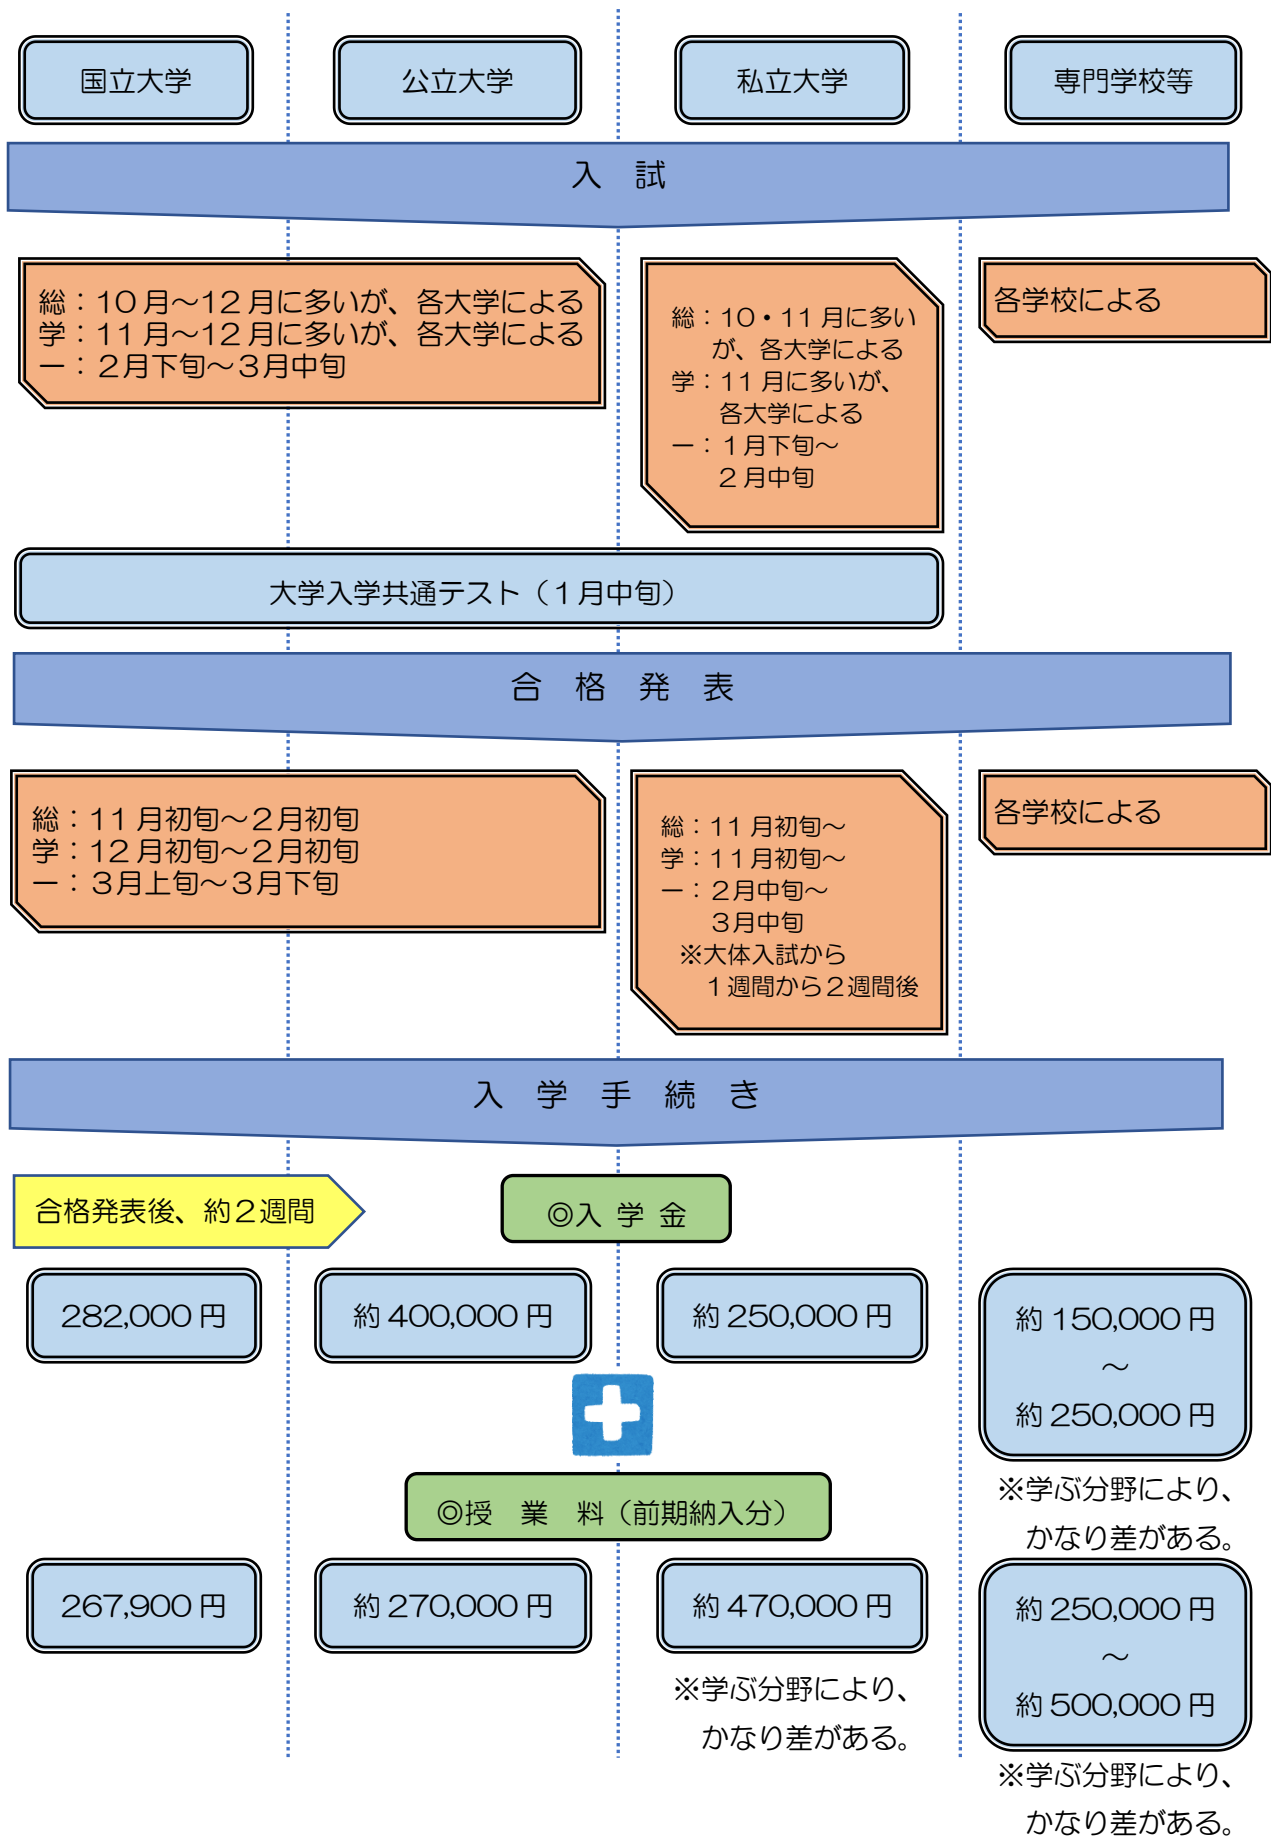 国立大学
公立大学
私立大学
専門学校等
入 試
総：10月～12月に多いが、各大学による
学：11月～12月に多いが、各大学による
一：２月下旬～３月中旬
総：10・11月に多い
が、各大学による
学：11月に多いが、
各大学による
一：１月下旬～
２月中旬
各学校による
大学入学共通テスト（１月中旬）
合 格 発 表
総：11月初旬～２月初旬
学：12月初旬～２月初旬
一：３月上旬～３月下旬
総：11月初旬～
学：11月初旬～
一：２月中旬～
３月中旬
※大体入試から
１週間から２週間後
各学校による
入 学 手 続 き
合格発表後、約２週間
◎入 学 金
282,000円
約400,000円
約250,000円
約150,000円
～
約250,000円
※学ぶ分野により、
かなり差がある。
◎授 業 料（前期納入分）
267,900円
約270,000円
約470,000円
※学ぶ分野により、
かなり差がある。
約250,000円
～
約500,000円
※学ぶ分野により、
かなり差がある。